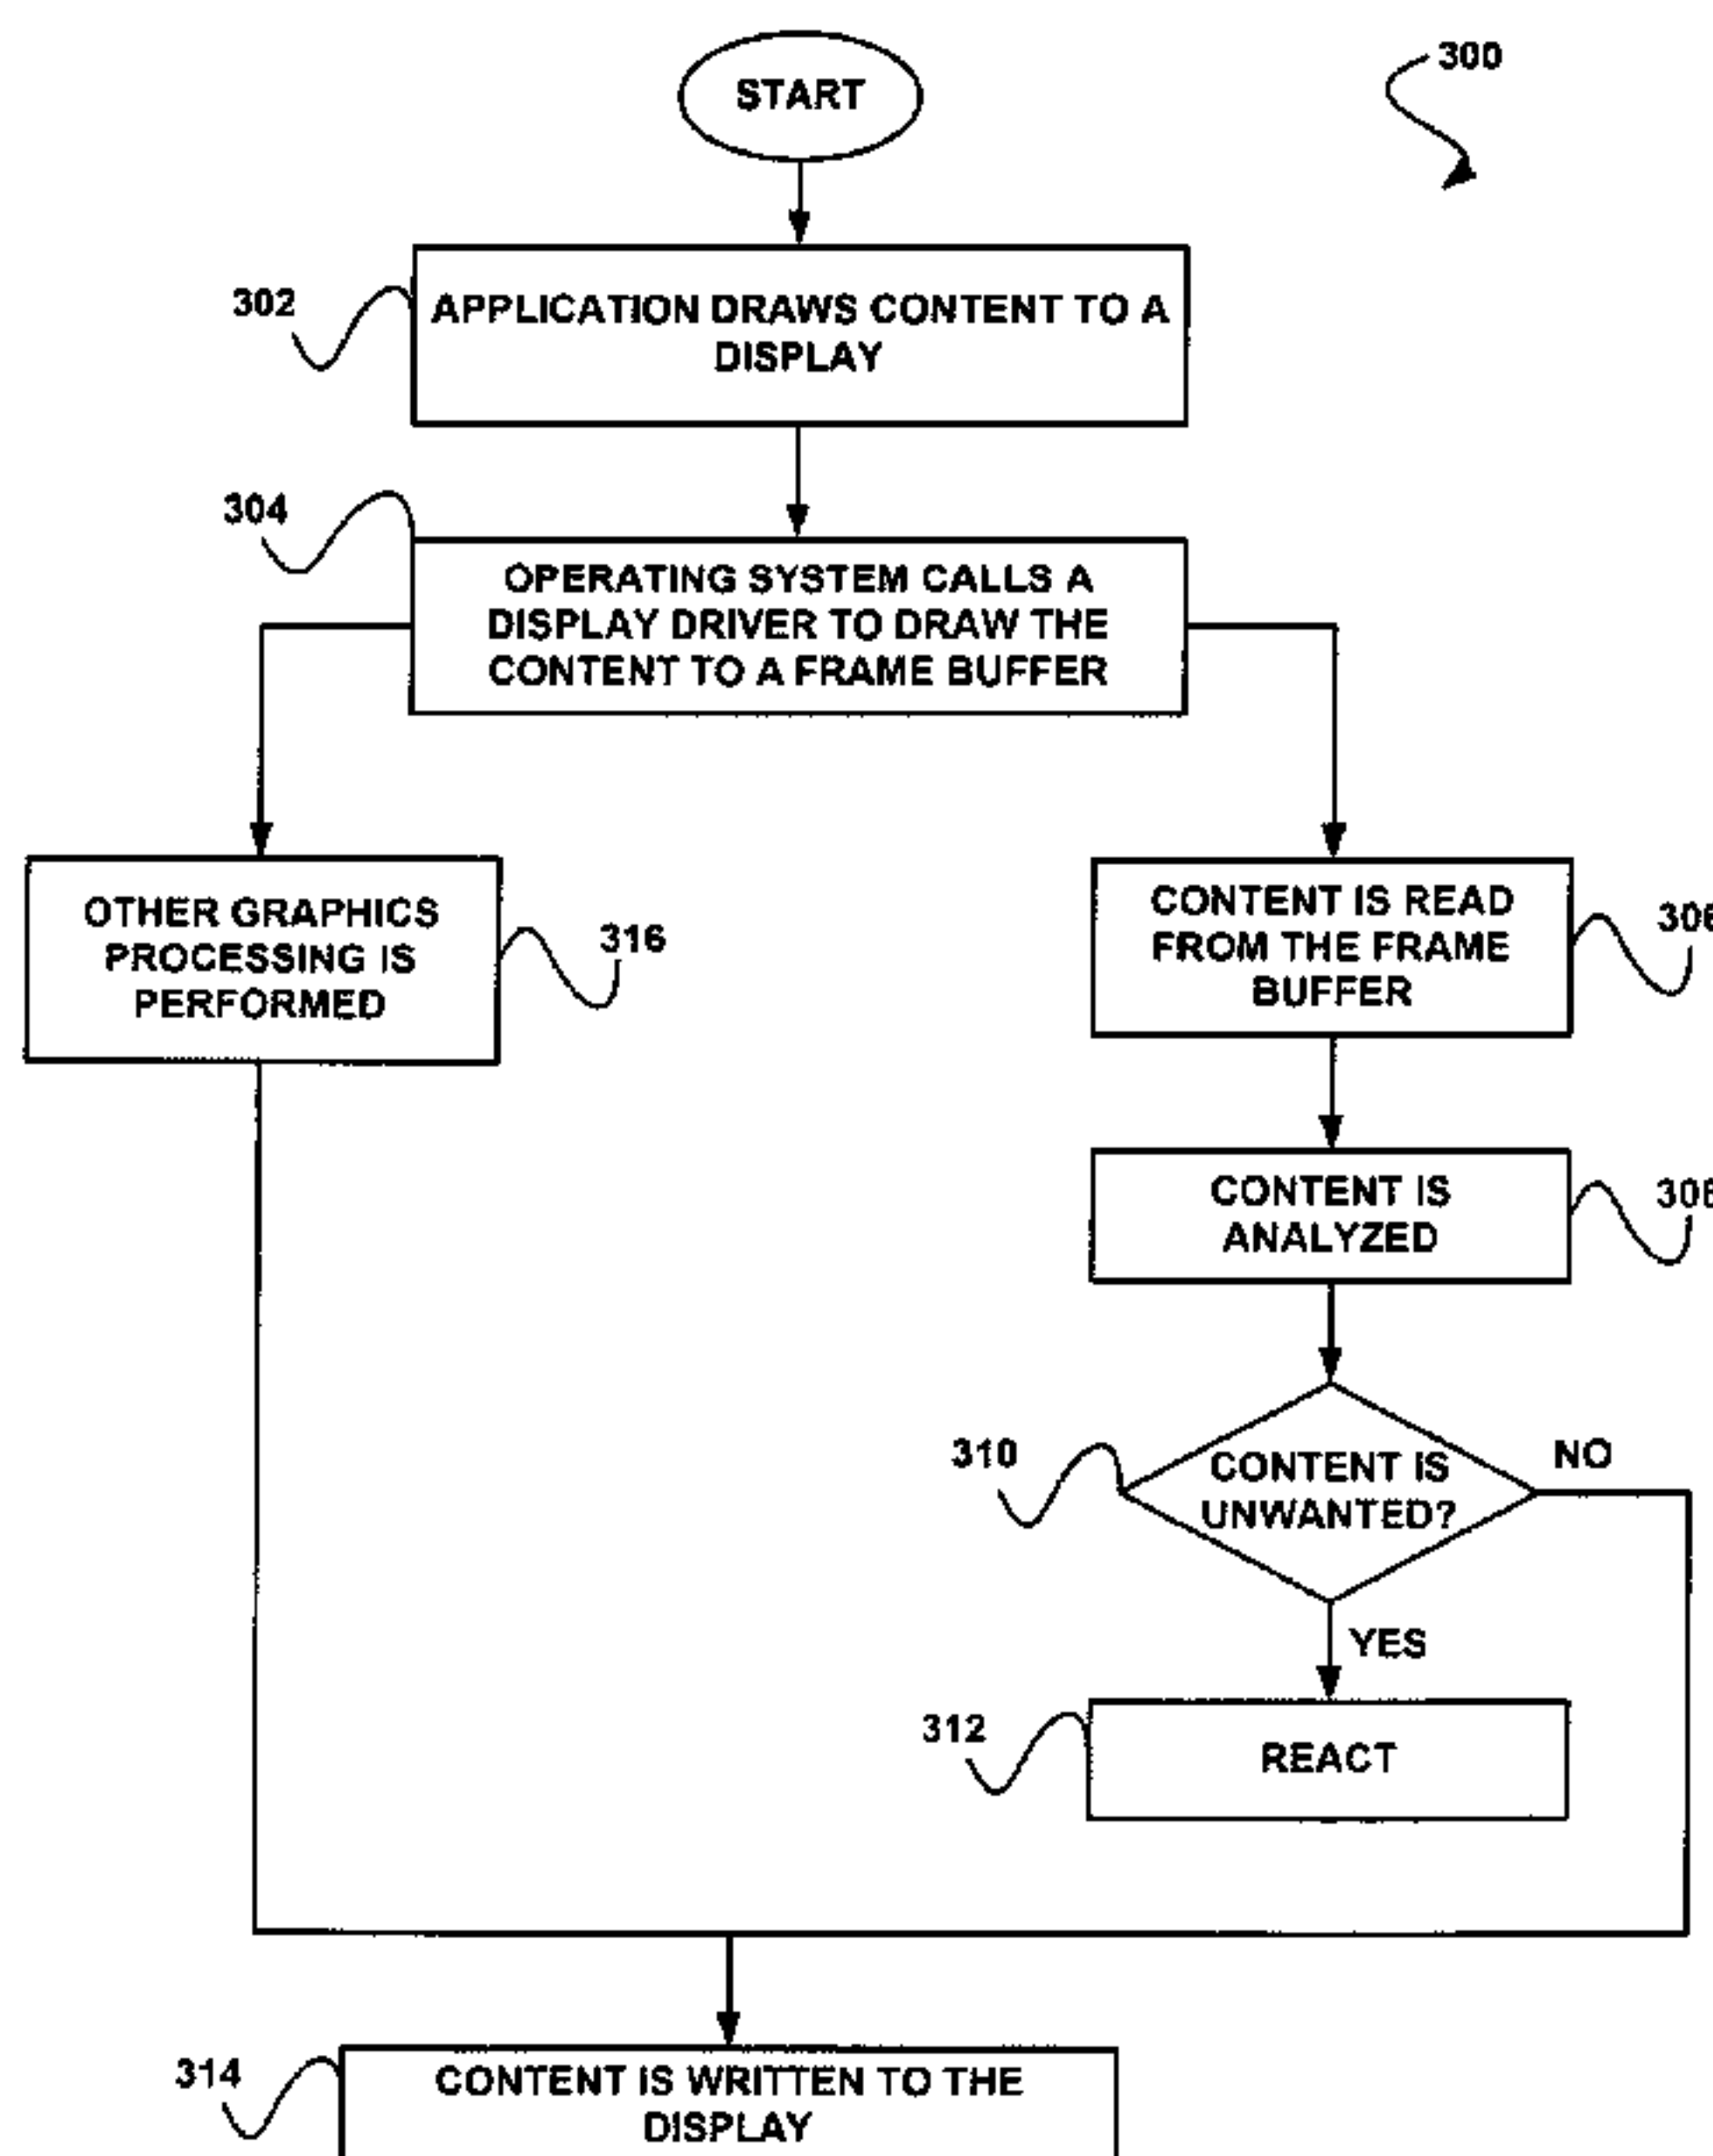 START
300
302
APPLICATION DRAWS CONTENT TO A
DISPLAY
304
OPERATING SYSTEM CALLS A
DISPLAY DRIVER TO DRAW THE
CONTENT TO A FRAME BUFFER
OTHER GRAPHICS
PROCESSING IS
PERFORMED
316
CONTENT IS READ
FROM THE FRAME
BUFFER
306
CONTENT IS
ANALYZED
308
310
CONTENT IS
UNWANTED?
NO
YES
312
REACT
314
CONTENT IS WRITTEN TO THE
DISPLAY